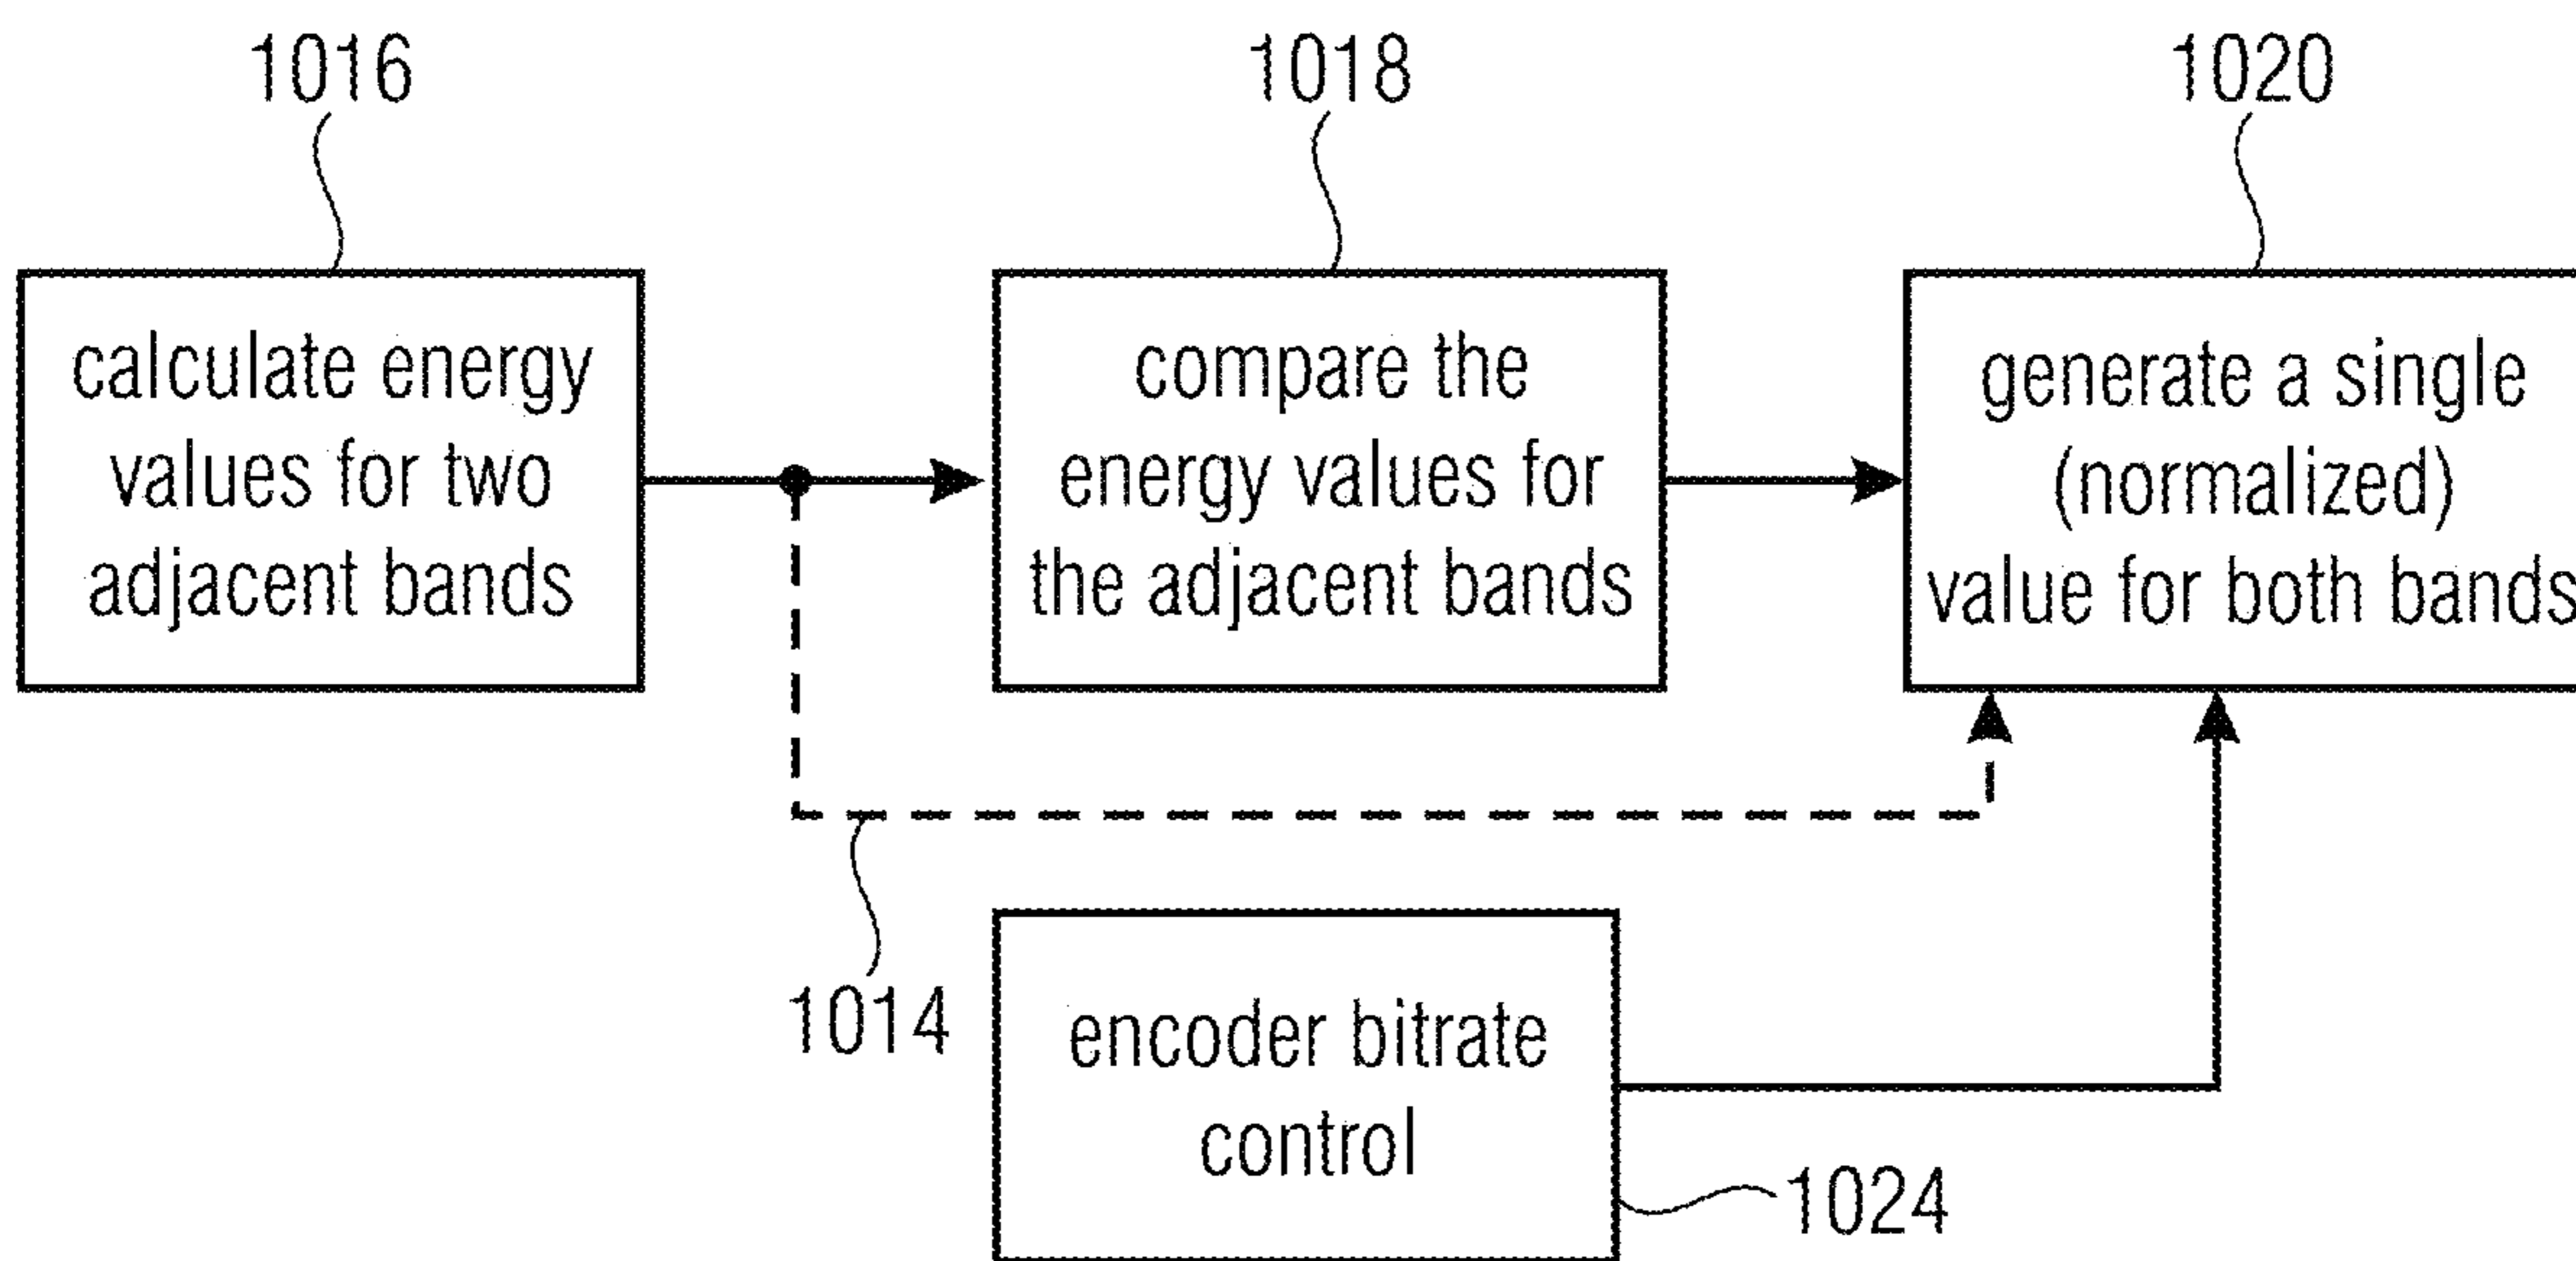 1016
1018
1020
calculate energy
values for two
adjacent bands
compare the
energy values for
the adjacent bands
generate a single
(normalized)
value for both bands
1014
encoder bitrate
control
1024